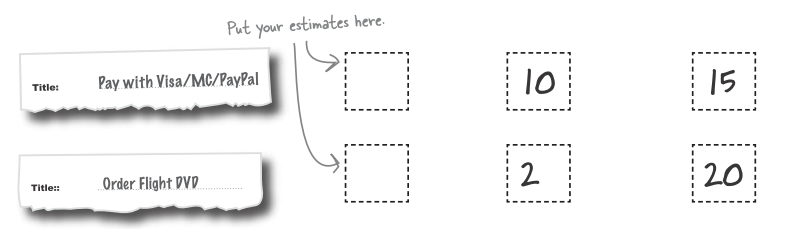 Put your estimates here.
Title: Pay with Visa/MC/PayPal
10
15
Title:: Order Flight DVD
2
20